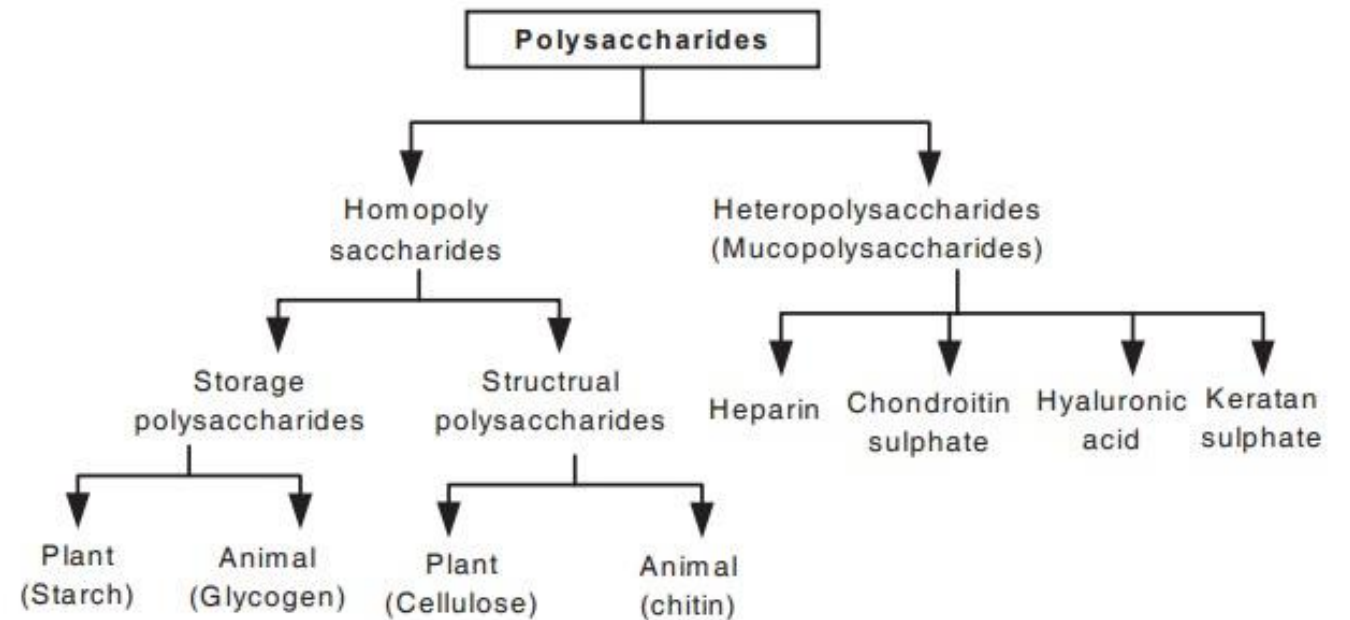 Polysaccharides
Homopoly
saccharides
Heteropolysaccharides
(Mucopolysaccharides)
Storage
polysaccharides
Structrual
polysaccharides
Heparin
Chondroitin
sulphate
Hyaluronic
acid
Keratan
sulphate
Plant
(Starch)
Animal
(Glycogen)
Plant
(Cellulose)
Animal
(chitin)